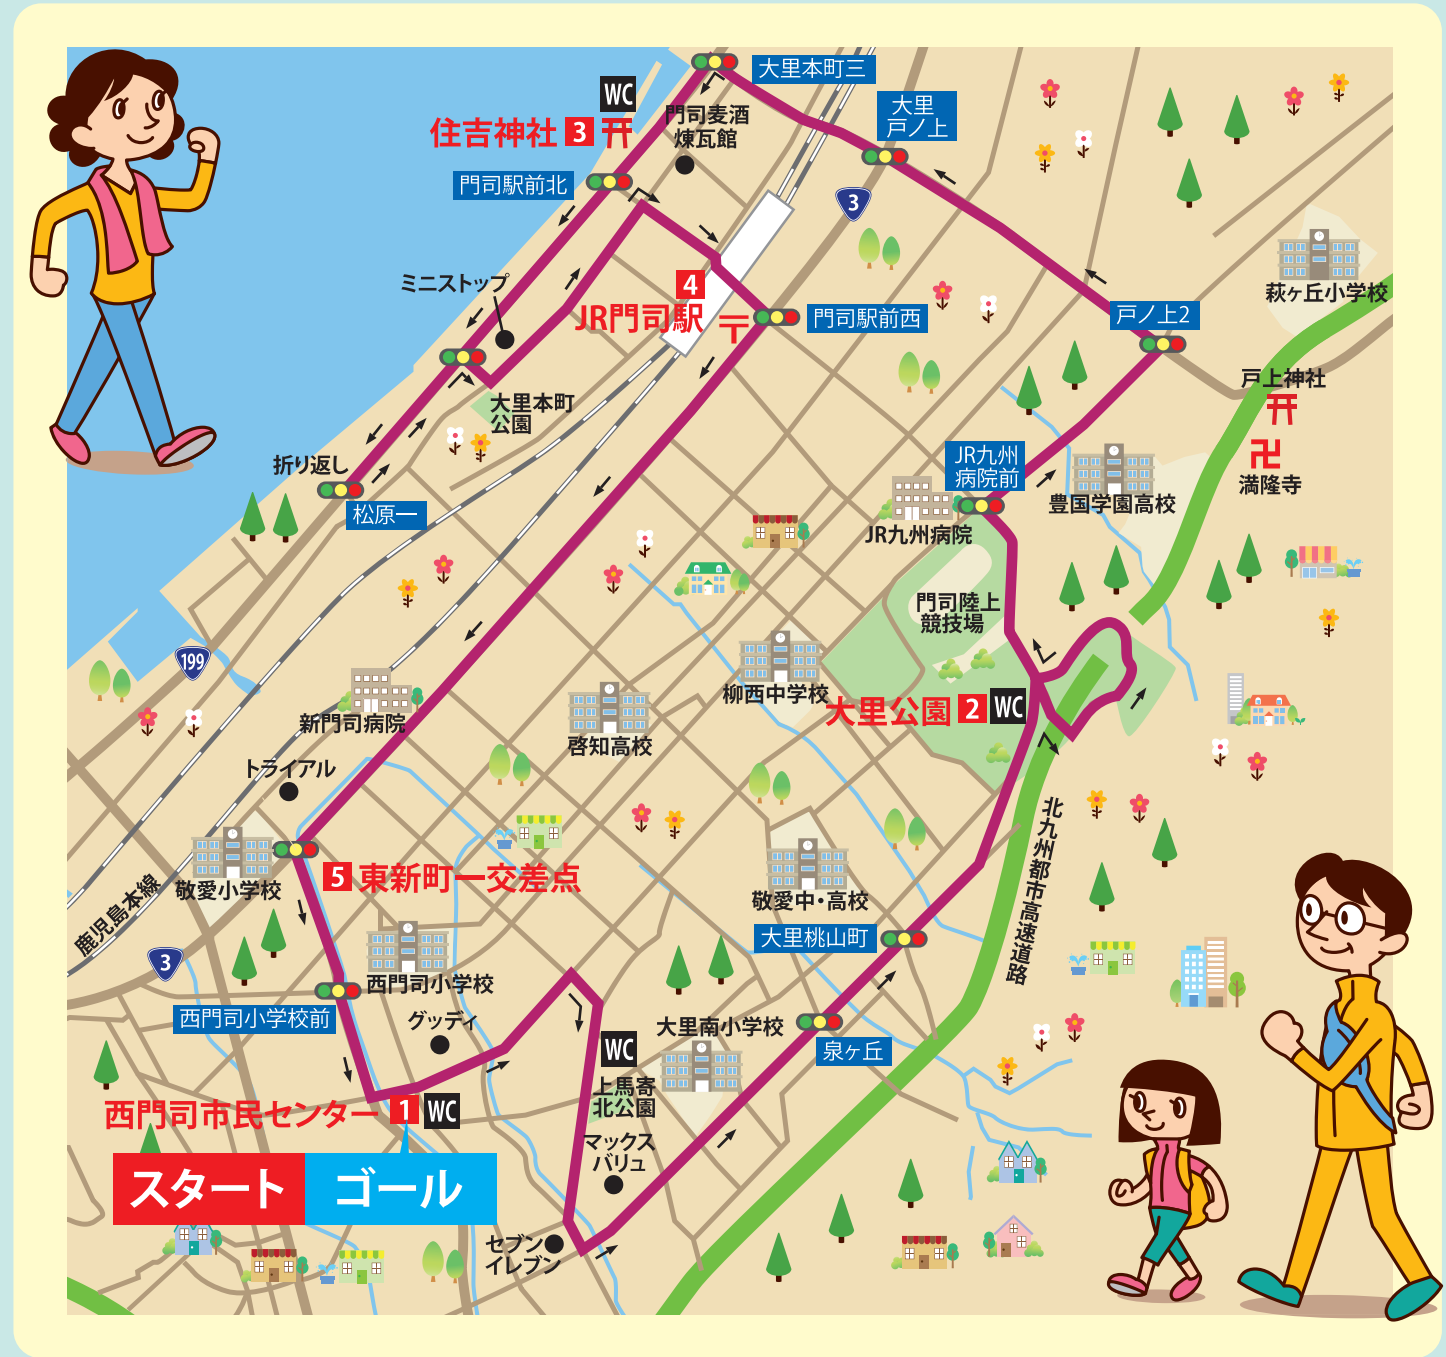 大里本町三
WC
大里
戸ノ上
門司麦酒
煉瓦館
住吉神社 3
門司駅前北
3
ミニストップ
4
JR門司駅
〒
門司駅前西
萩ヶ丘小学校
戸ノ上2
戸上神社
卍
満隆寺
大里本町
公園
折り返し
松原一
JR九州
病院前
豊国学園高校
JR九州病院
門司陸上
競技場
199
柳西中学校
大里公園 2 WC
新門司病院
啓知高校
トライアル
北九州都市高速道路
敬愛小学校
5 東新町一交差点
敬愛中・高校
鹿児島本線
大里桃山町
3
西門司小学校
西門司小学校前
グッディ
大里南小学校
泉ヶ丘
WC
上馬寄
北公園
西門司市民センター 1 WC
マックス
バリュ
スタート ゴール
セブン
イレブン